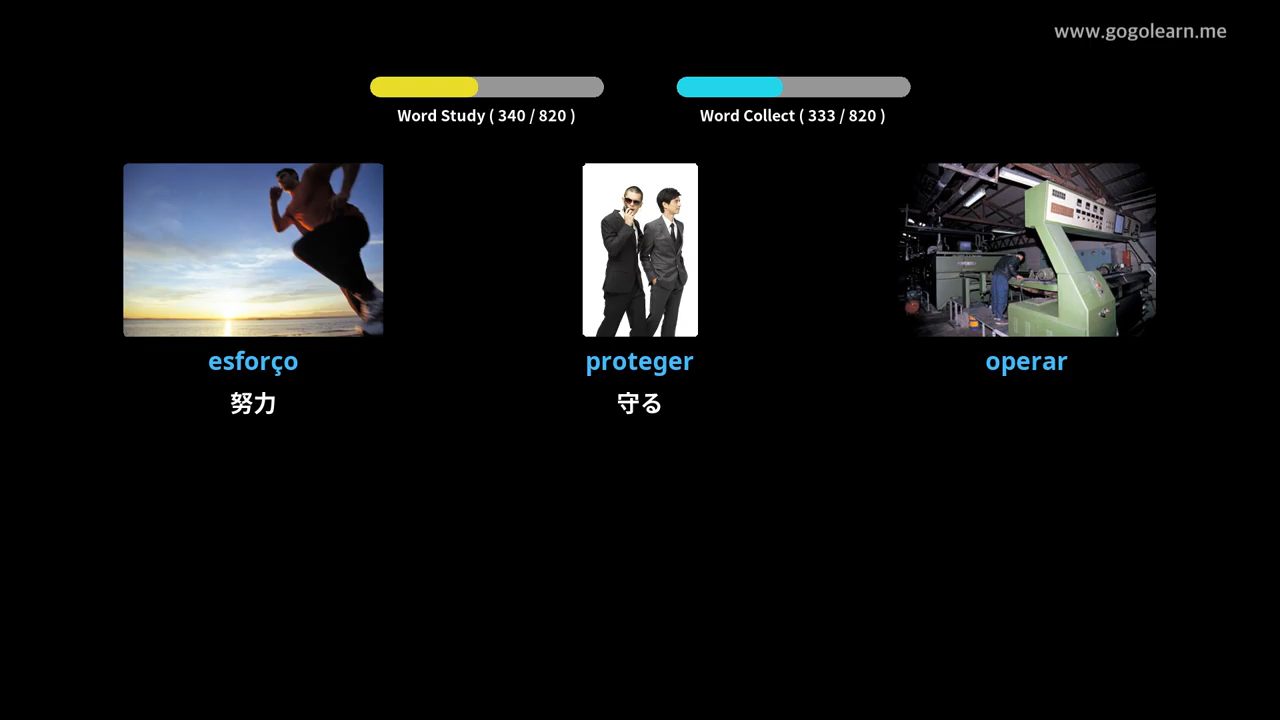 www.gogolearn.me
Word Study ( 340 / 820 )
Word Collect ( 333 / 820 )
esforço
proteger
operar
努力
守る